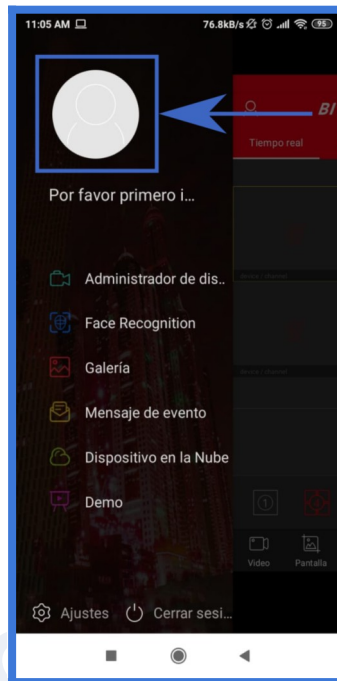 11:05 AM 76.8kB/s 95
BI
Tiempo real
Por favor primero i...
Administrador de dis..
Face Recognition
Galería
Mensaje de evento
Dispositivo en la Nube
Demo
Video Pantalla
Ajustes Cerrar sesi...